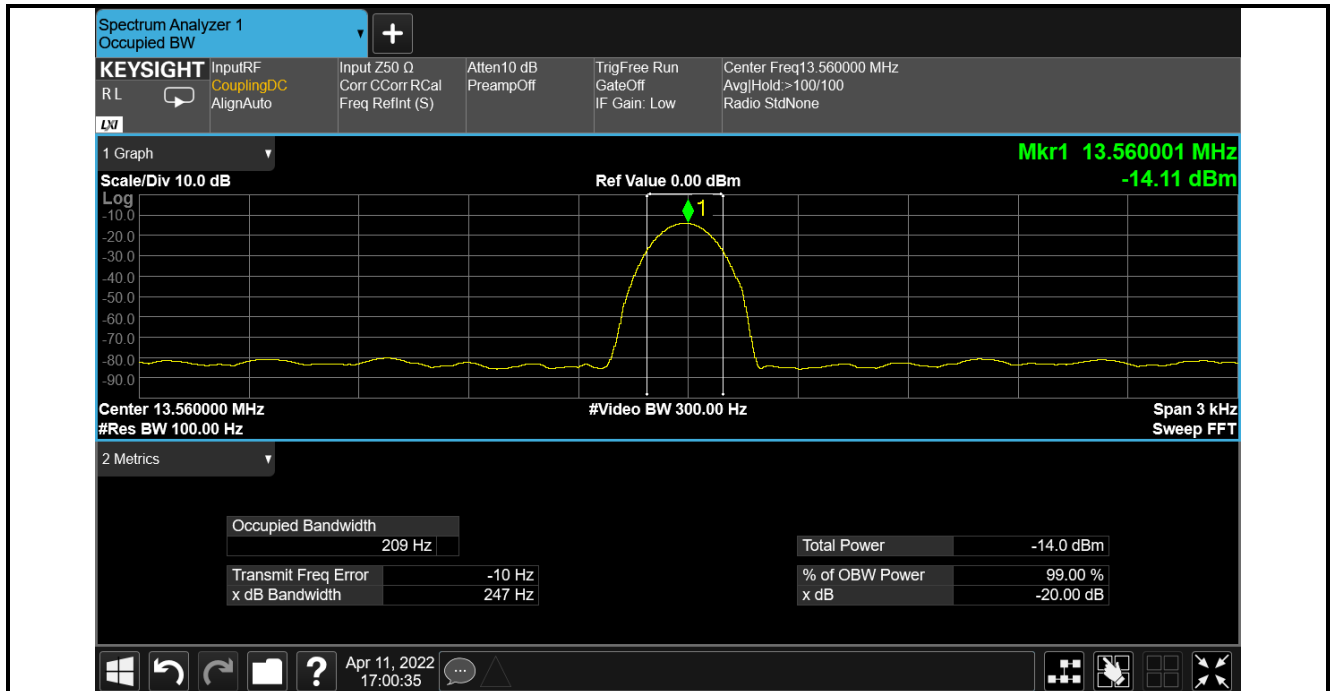 Spectrum Analyzer 1
Occupied BW
KEYSIGHT
R L
LXI
InputRF
CouplingDC
AlignAuto
Input Z50 Ω
Corr CCorr RCal
Freq RefInt (S)
Atten10 dB
PreampOff
TrigFree Run
GateOff
IF Gain: Low
Center Freq13.560000 MHz
Avg|Hold:>100/100
Radio StdNone
1 Graph
Mkr1 13.560001 MHz
-14.11 dBm
Scale/Div 10.0 dB
Ref Value 0.00 dBm
Log
1
-10.0
-20.0
-30.0
-40.0
-50.0
-60.0
-70.0
-80.0
-90.0
Center 13.560000 MHz
#Video BW 300.00 Hz
Span 3 kHz
#Res BW 100.00 Hz
Sweep FFT
2 Metrics
Occupied Bandwidth
209 Hz
Total Power -14.0 dBm
Transmit Freq Error -10 Hz
% of OBW Power 99.00 %
x dB Bandwidth 247 Hz
x dB -20.00 dB
?
Apr 11, 2022
17:00:35